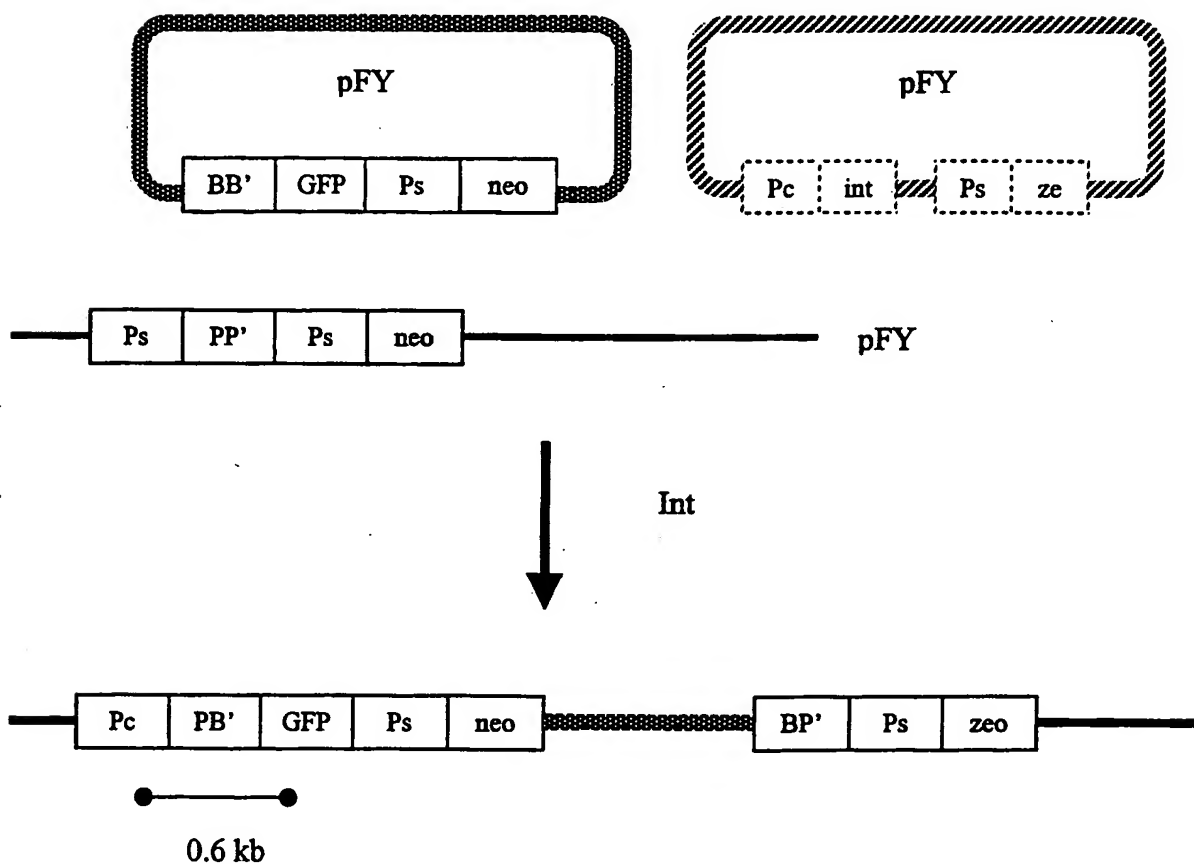 pFY pFY
BB' GFP Ps neo Pc int Ps ze
Ps PP' Ps neo pFY
Int
Pc PB' GFP Ps neo BP' Ps zeo
0.6 kb